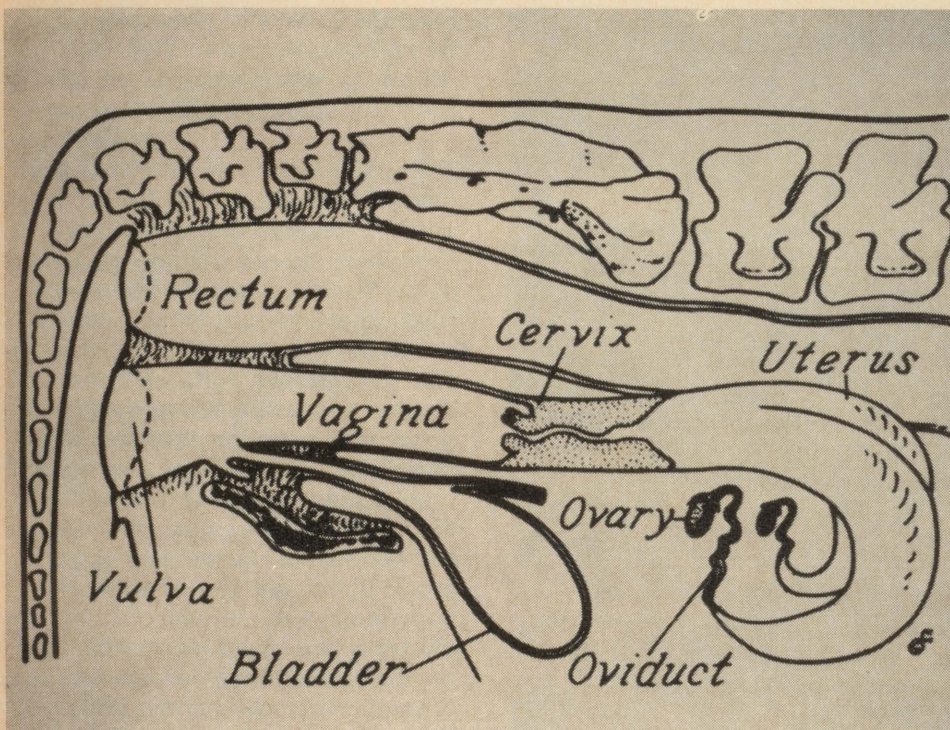 Rectum
Cervix
Uterus
Vagina
Ovary
Vulva
Bladder
Oviduct